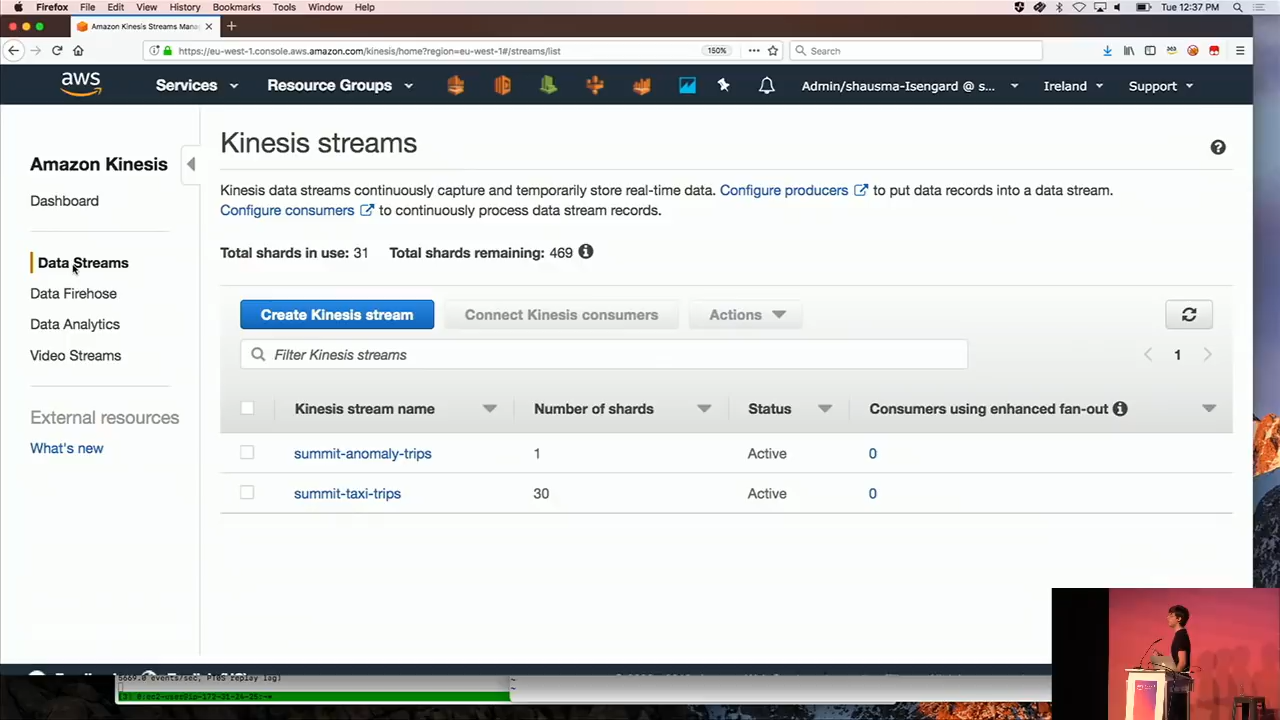 Firefox File Edit View History Bookmarks Tools Window Help Tue 12:37 PM
Amazon Kinesis Streams Mana
https://eu-west-1.console.aws.amazon.com/kinesis/home?region=eu-west-1#/streams/list 150% Search
aws Services Resource Groups Admin/shausma-Isengard @ s... Ireland Support
Amazon Kinesis
Dashboard
Data Streams
Data Firehose
Data Analytics
Video Streams
External resources
What's new
Kinesis streams
Kinesis data streams continuously capture and temporarily store real-time data. Configure producers to put data records into a data stream.
Configure consumers to continuously process data stream records.
Total shards in use: 31 Total shards remaining: 469
Create Kinesis stream Connect Kinesis consumers Actions
Filter Kinesis streams 1
Kinesis stream name Number of shards Status Consumers using enhanced fan-out
summit-anomaly-trips 1 Active 0
summit-taxi-trips 30 Active 0
5669.0 events/sec, PT0S replay lag)